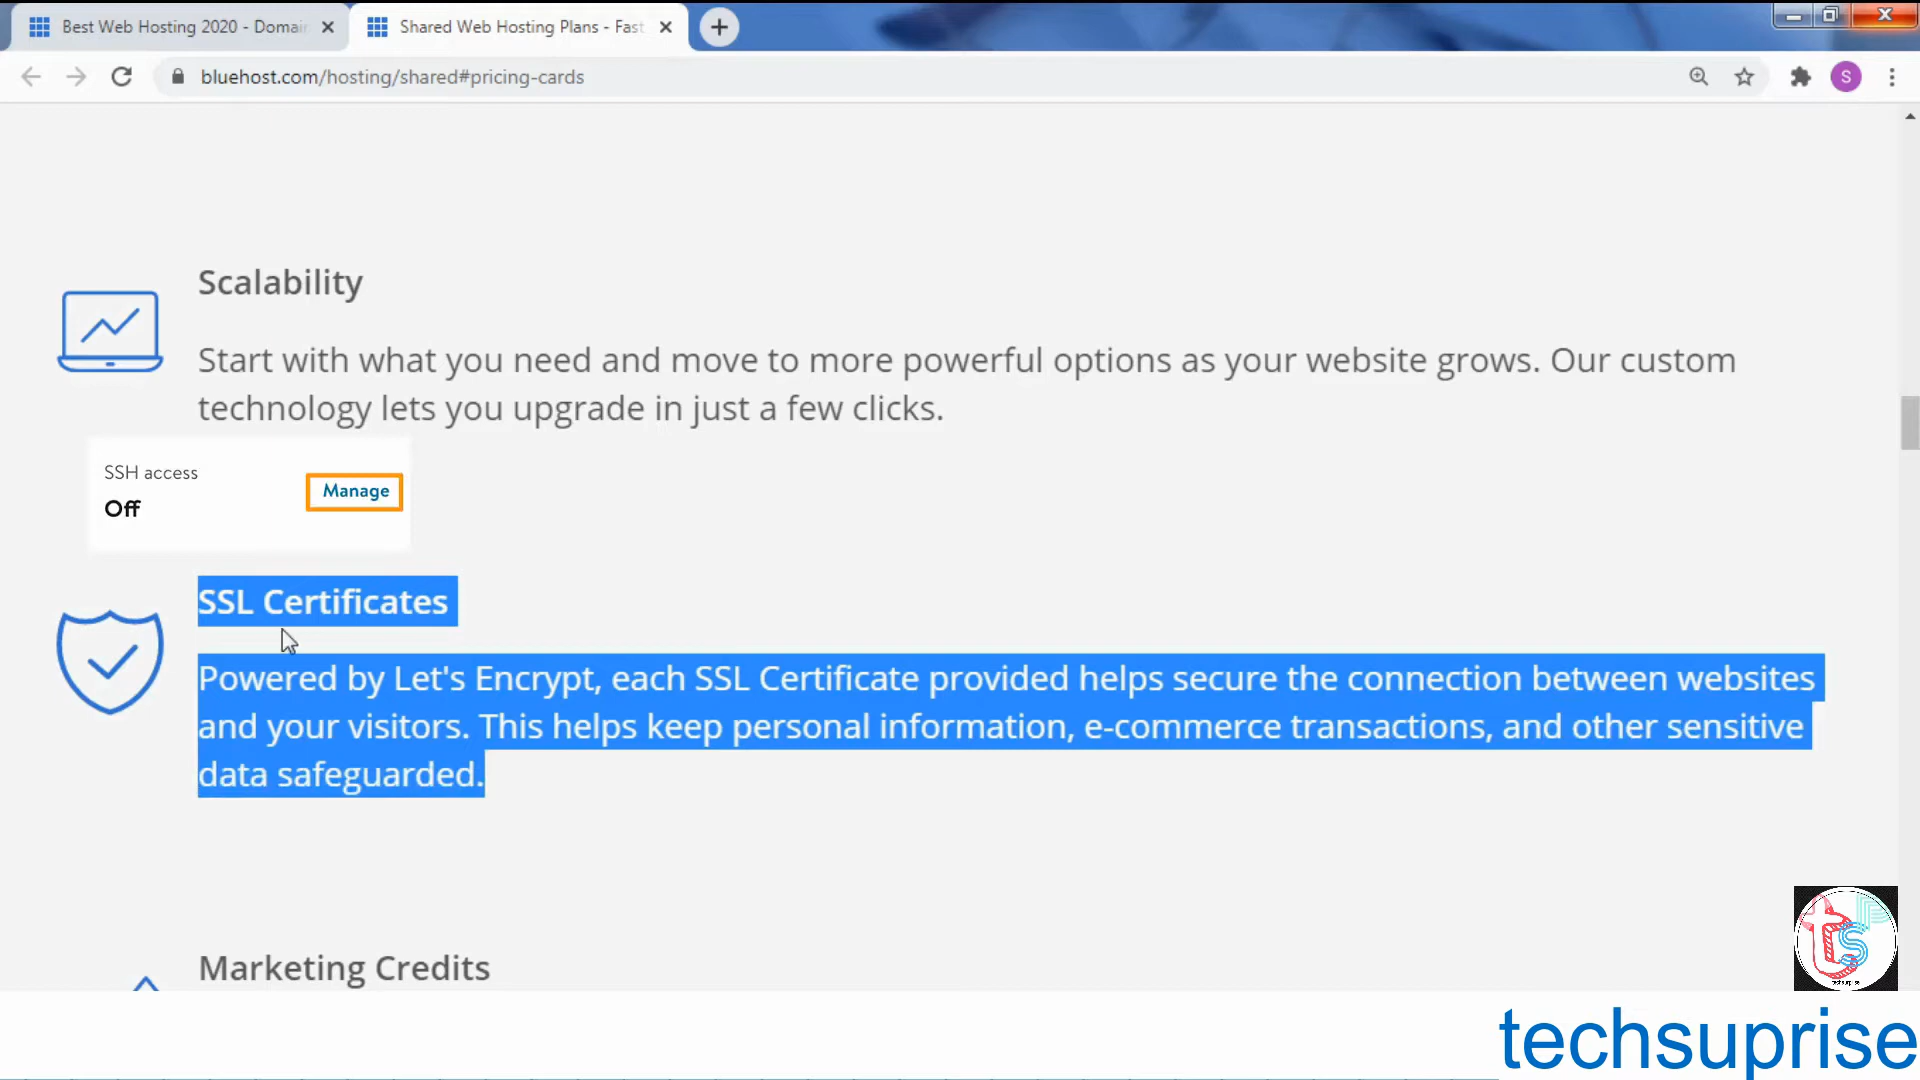 Best Web Hosting 2020 - Domain
Shared Web Hosting Plans - Fast
bluehost.com/hosting/shared#pricing-cards
S
Scalability
Start with what you need and move to more powerful options as your website grows. Our custom
technology lets you upgrade in just a few clicks.
SSH access
Manage
Off
SSL Certificates
Powered by Let's Encrypt, each SSL Certificate provided helps secure the connection between websites
and your visitors. This helps keep personal information, e-commerce transactions, and other sensitive
data safeguarded.
Marketing Credits
techsuprise